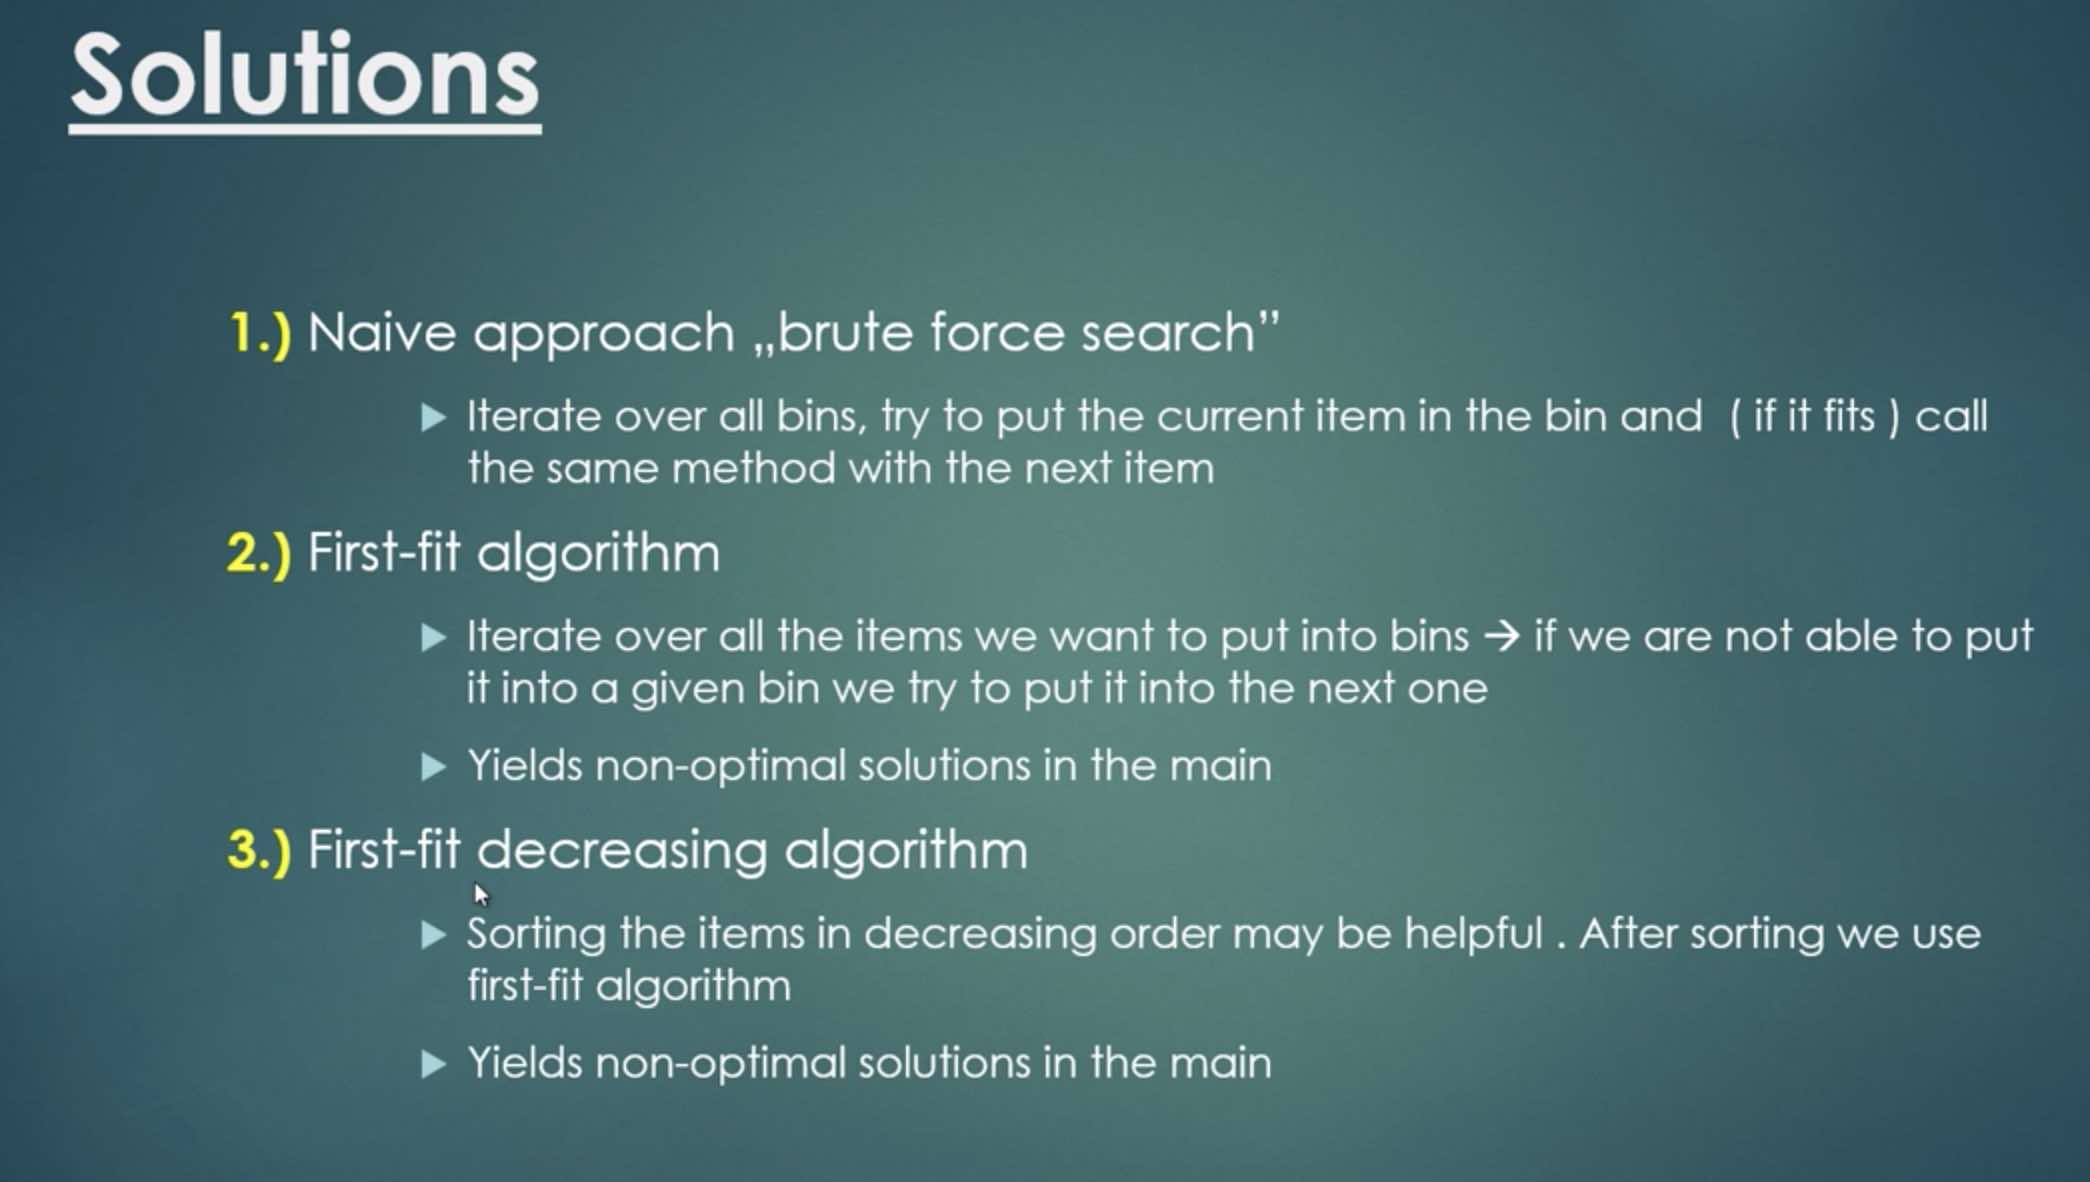 Solutions
1.) Naive approach „brute force search”
Iterate over all bins, try to put the current item in the bin and ( if it fits ) call
the same method with the next item
2.) First-fit algorithm
Iterate over all the items we want to put into bins → if we are not able to put
it into a given bin we try to put it into the next one
Yields non-optimal solutions in the main
3.) First-fit decreasing algorithm
Sorting the items in decreasing order may be helpful . After sorting we use
first-fit algorithm
Yields non-optimal solutions in the main